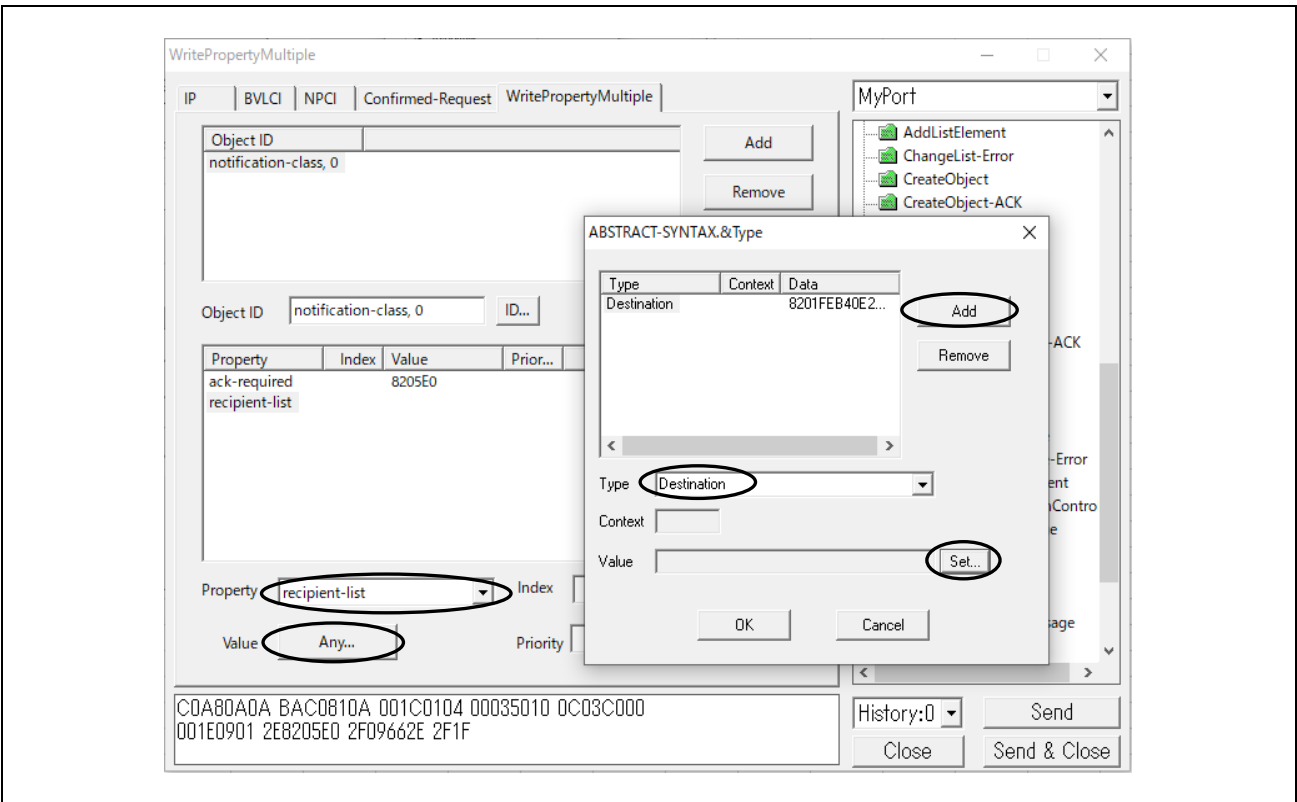 WritePropertyMultiple
IP BVLCI NPCI Confirmed-Request WritePropertyMultiple
Object ID
notification-class, 0
Add
Remove
Object ID notification-class, 0 ID...
Property Index Value Prior...
ack-required 8205E0
recipient-list
Property recipient-list Index
Value Any... Priority
C0A80A0A BAC0810A 001C0104 00035010 0C03C000
001E0901 2E8205E0 2F09662E 2F1F
MyPort
AddListElement
ChangeList-Error
CreateObject
CreateObject-ACK
-ACK
-Error
ent
Contro
e
sage
History:0 Send
Close Send & Close
ABSTRACT-SYNTAX.&Type
Type Context Data
Destination 8201FEB40E2...
Add
Remove
Type Destination
Context
Value Set...
OK Cancel